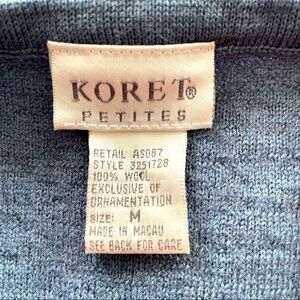 KORET®
PETITES
RETAIL AS087
STYLE 3251728
100% WOOL
EXCLUSIVE OF
ORNAMENTATION
SIZE: M
MADE IN MACAU
SEE BACK FOR CARE